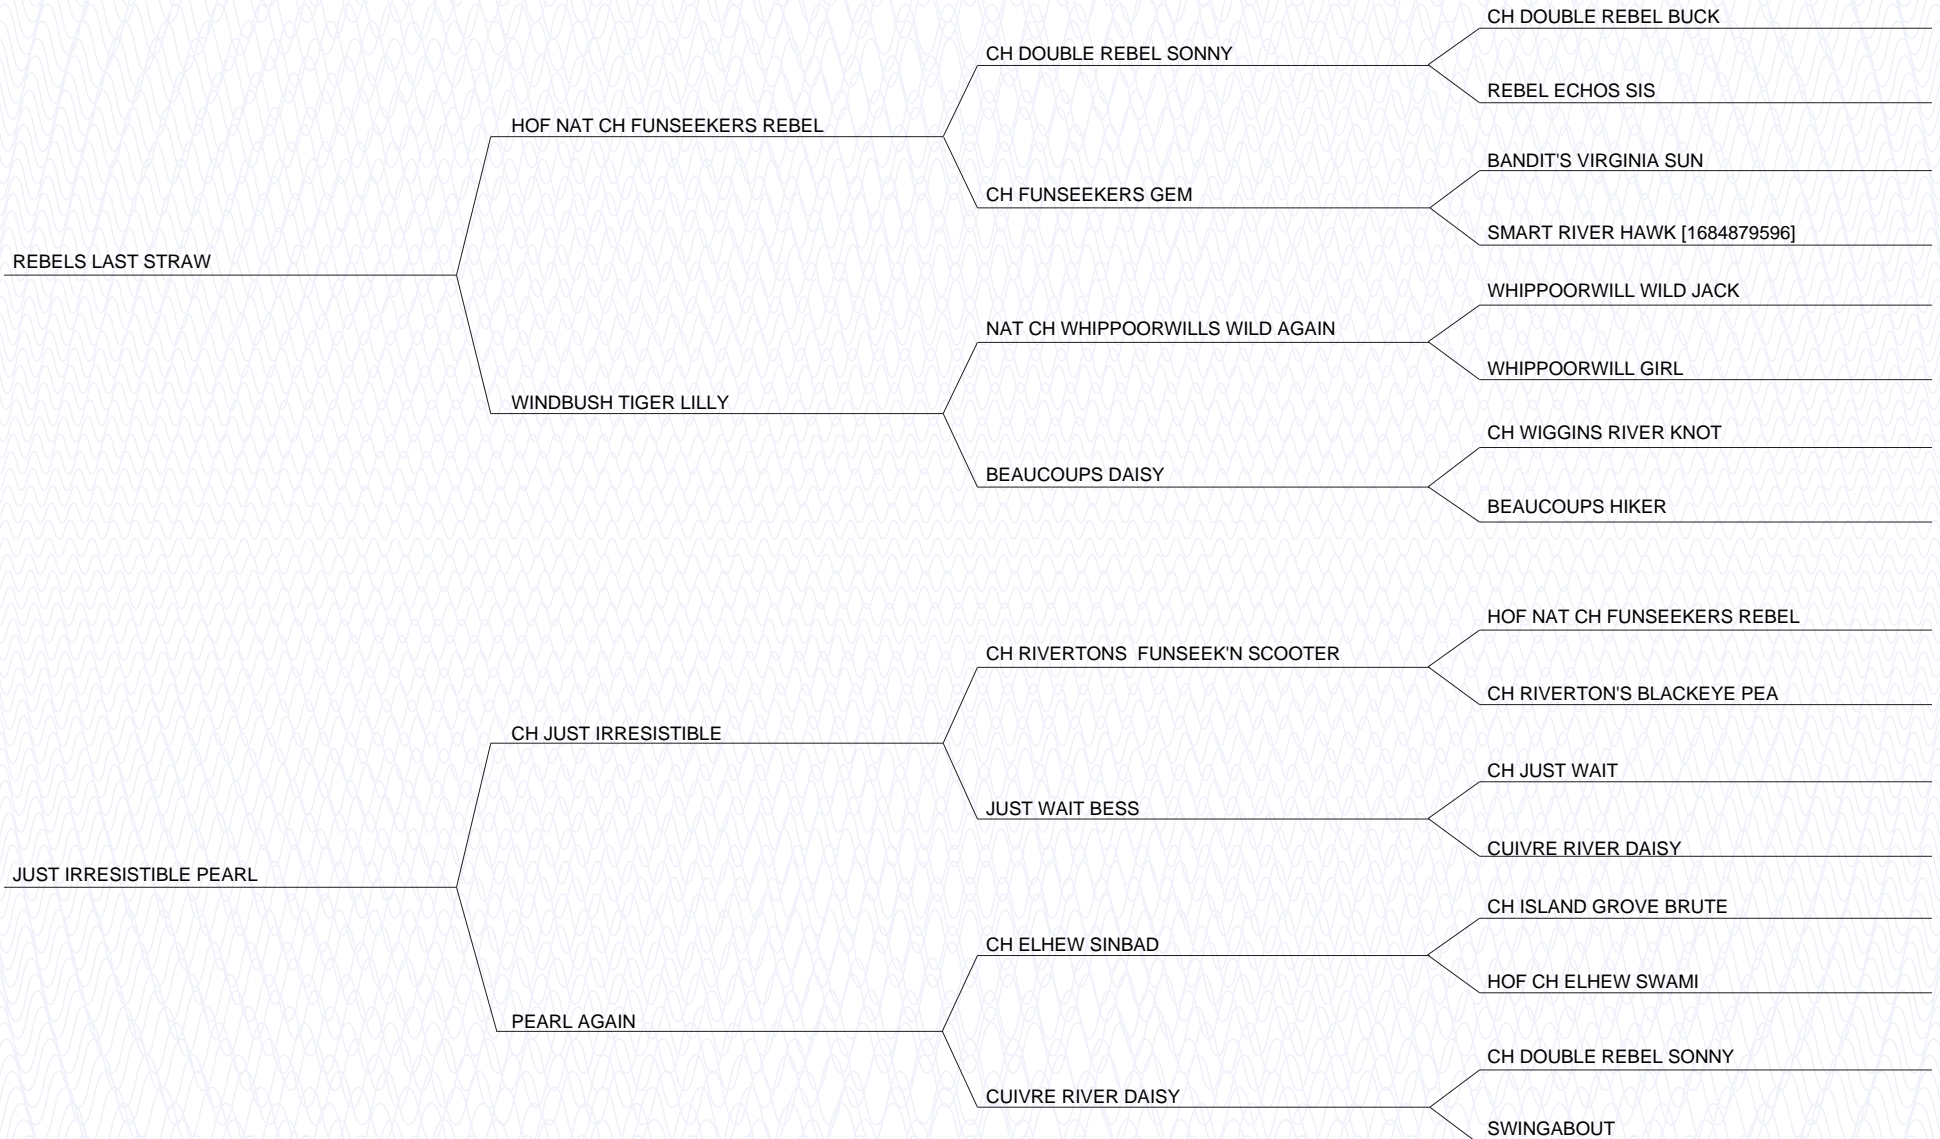 CH DOUBLE REBEL BUCK
CH DOUBLE REBEL SONNY
REBEL ECHOS SIS
HOF NAT CH FUNSEEKERS REBEL
BANDIT'S VIRGINIA SUN
CH FUNSEEKERS GEM
SMART RIVER HAWK [1684879596]
REBELS LAST STRAW
WHIPPOORWILL WILD JACK
NAT CH WHIPPOORWILLS WILD AGAIN
WHIPPOORWILL GIRL
WINDBUSH TIGER LILLY
CH WIGGINS RIVER KNOT
BEAUCOUPS DAISY
BEAUCOUPS HIKER
HOF NAT CH FUNSEEKERS REBEL
CH RIVERTONS  FUNSEEK'N SCOOTER
CH RIVERTON'S BLACKEYE PEA
CH JUST IRRESISTIBLE
CH JUST WAIT
JUST WAIT BESS
CUIVRE RIVER DAISY
JUST IRRESISTIBLE PEARL
CH ISLAND GROVE BRUTE
CH ELHEW SINBAD
HOF CH ELHEW SWAMI
PEARL AGAIN
CH DOUBLE REBEL SONNY
CUIVRE RIVER DAISY
SWINGABOUT